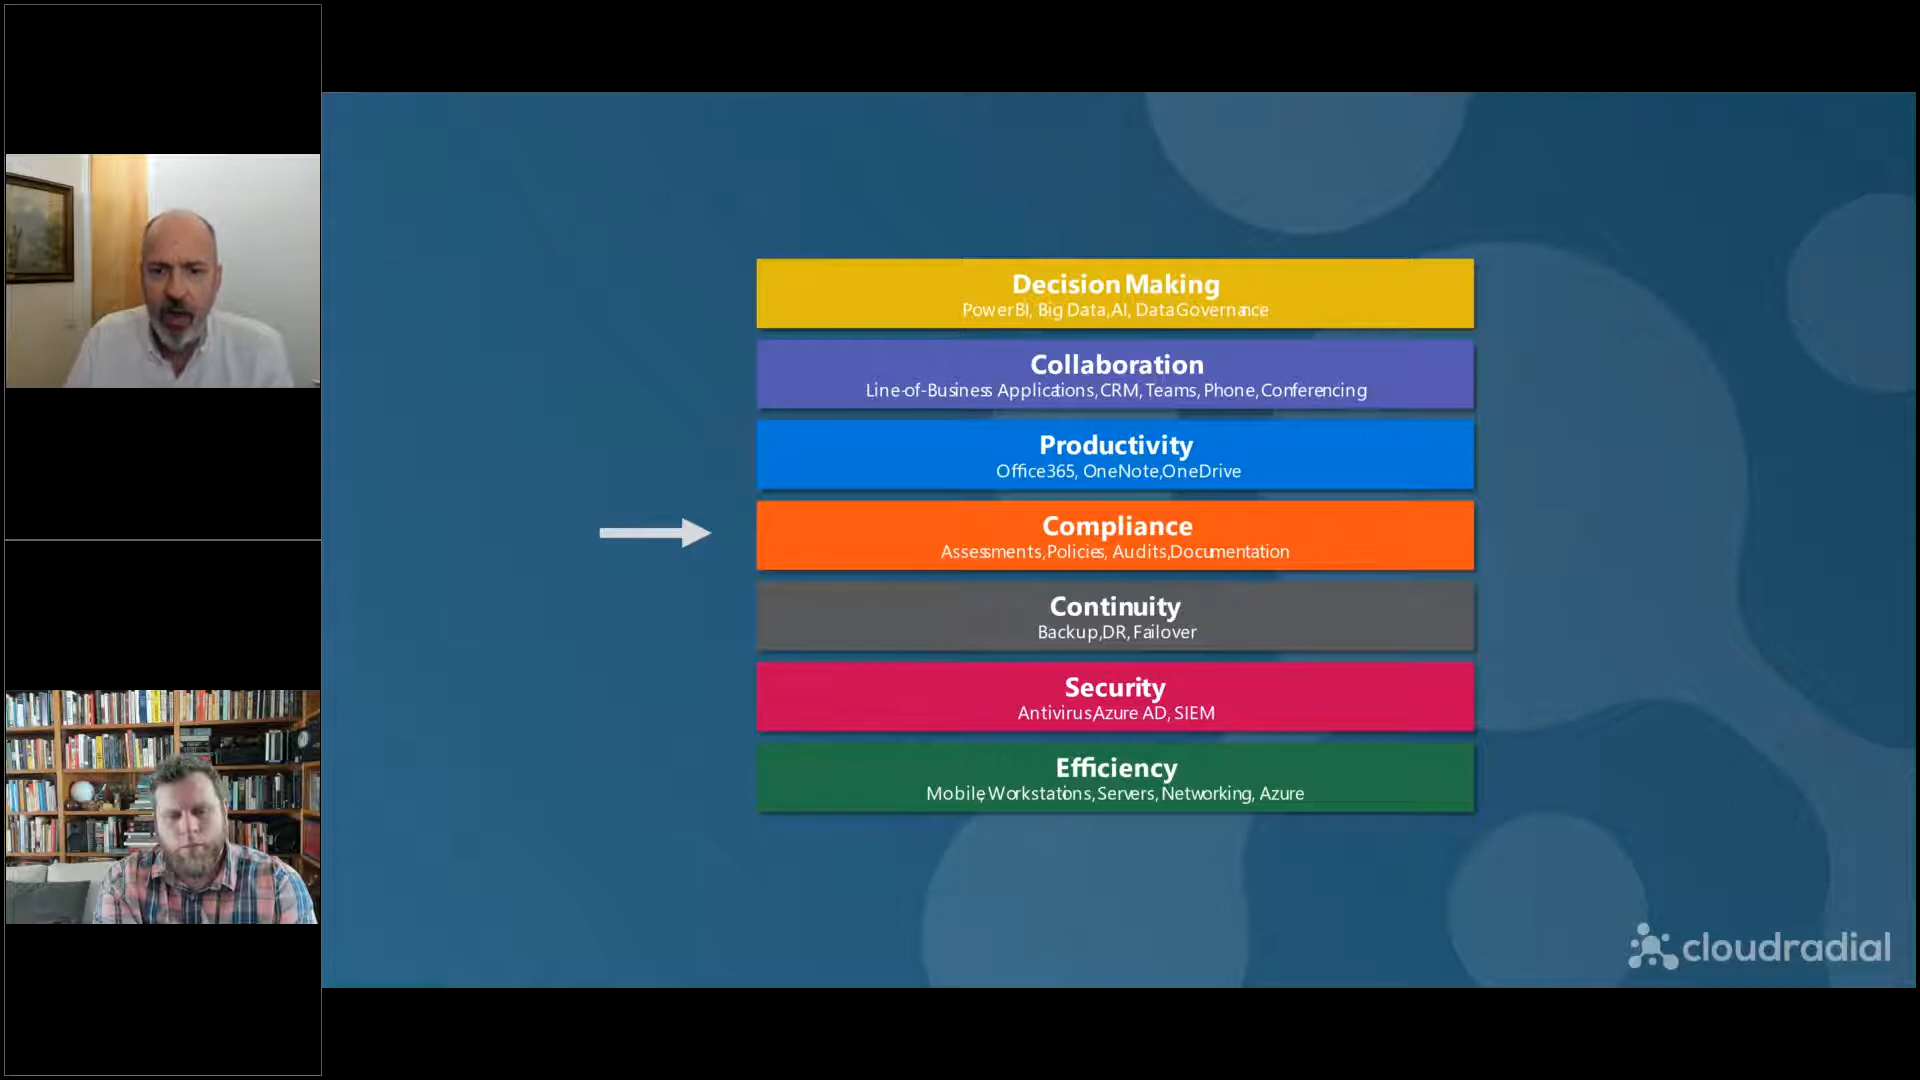 Decision Making
Power BI, Big Data, AI, Data Governance
Collaboration
Line-of-Business Applications, CRM, Teams, Phone, Conferencing
Productivity
Office 365, OneNote, OneDrive
Compliance
Assessments, Policies, Audits, Documentation
Continuity
Backup, DR, Failover
Security
Antivirus, Azure AD, SIEM
Efficiency
Mobile, Workstations, Servers, Networking, Azure
cloudradial